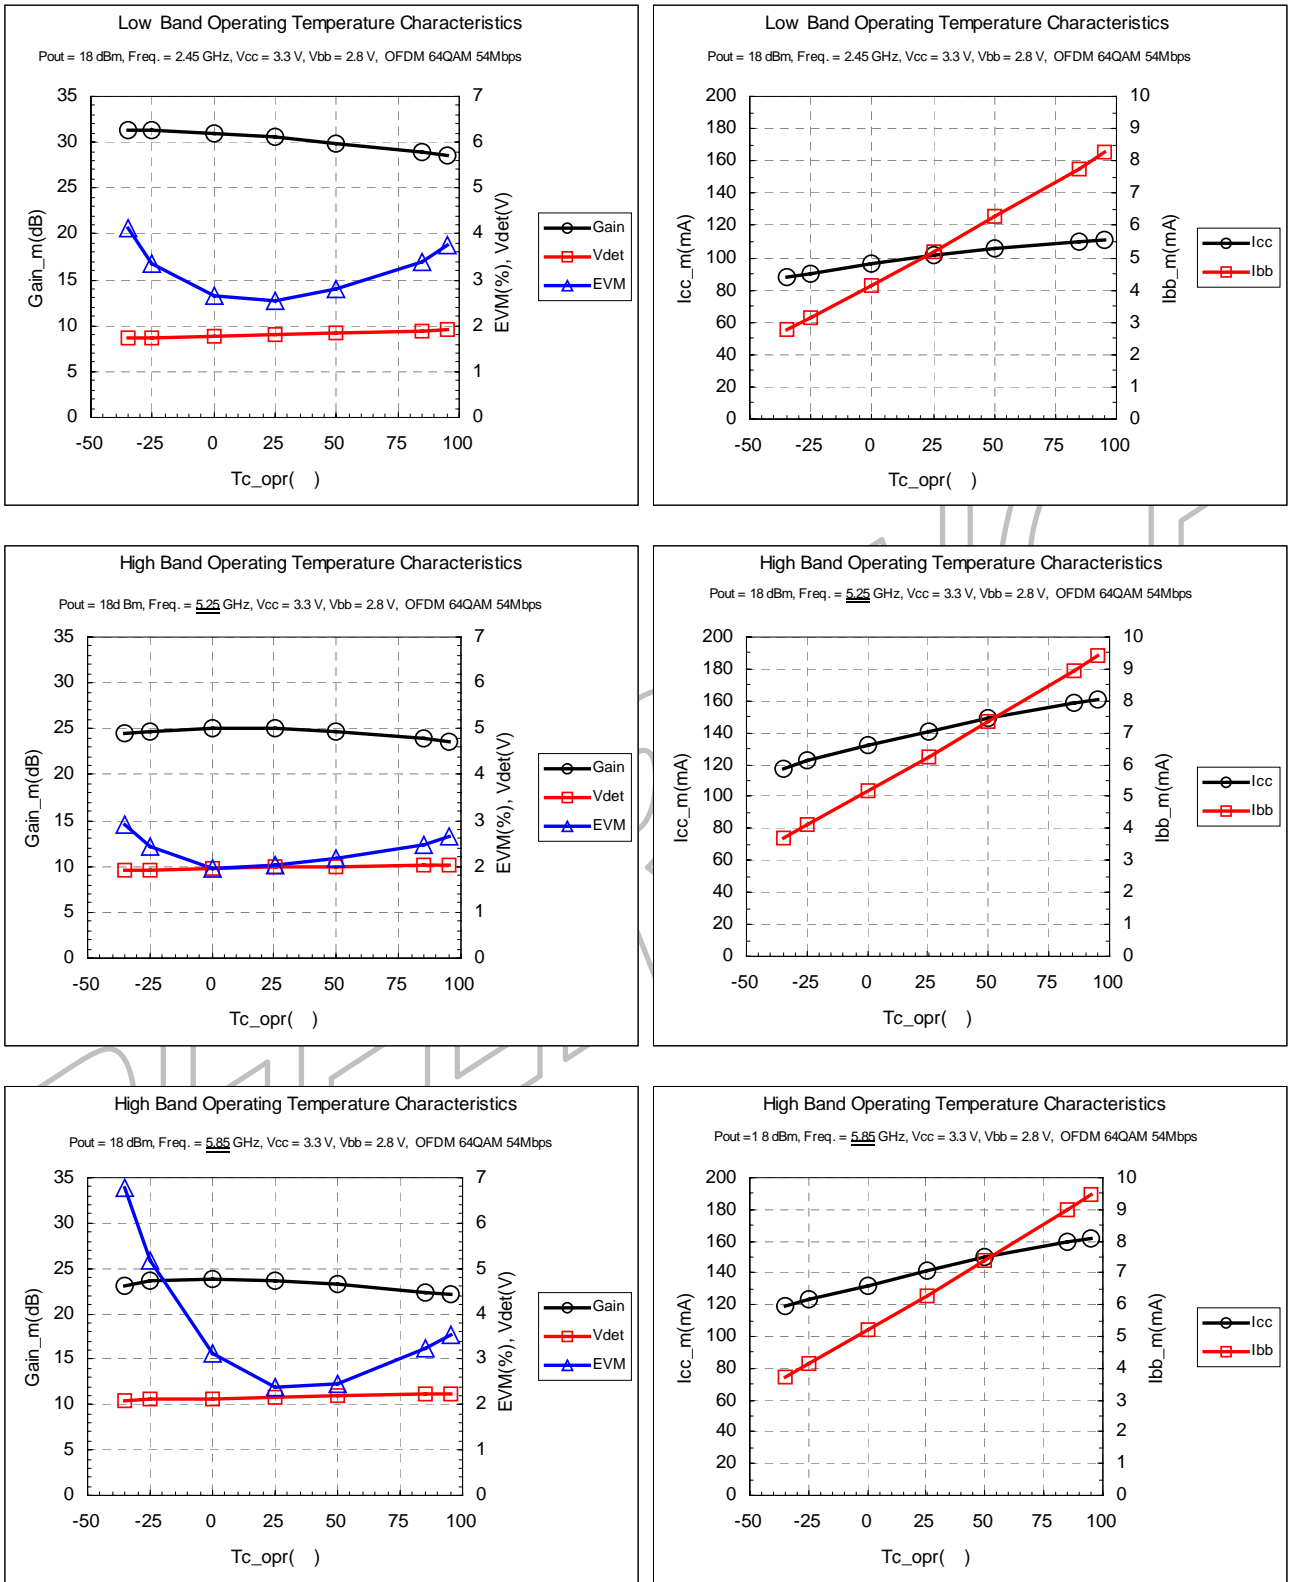 Low Band Operating Temperature Characteristics
Pout = 18 dBm, Freq. = 2.45 GHz, Vcc = 3.3 V, Vbb = 2.8 V, OFDM 64QAM 54Mbps
35
30
25
20
15
10
5
0
7
6
5
4
3
2
1
0
-50 -25 0 25 50 75 100
Gain_m(dB)
EVM(%), Vdet(V)
Tc_opr( )
Gain
Vdet
EVM
Low Band Operating Temperature Characteristics
Pout = 18 dBm, Freq. = 2.45 GHz, Vcc = 3.3 V, Vbb = 2.8 V, OFDM 64QAM 54Mbps
200
180
160
140
120
100
80
60
40
20
0
10
9
8
7
6
5
4
3
2
1
0
-50 -25 0 25 50 75 100
Icc_m(mA)
Ibb_m(mA)
Tc_opr( )
Icc
Ibb
High Band Operating Temperature Characteristics
Pout = 18d Bm, Freq. = 5.25 GHz, Vcc = 3.3 V, Vbb = 2.8 V, OFDM 64QAM 54Mbps
35
30
25
20
15
10
5
0
7
6
5
4
3
2
1
0
-50 -25 0 25 50 75 100
Gain_m(dB)
EVM(%), Vdet(V)
Tc_opr( )
Gain
Vdet
EVM
High Band Operating Temperature Characteristics
Pout = 18 dBm, Freq. = 5.25 GHz, Vcc = 3.3 V, Vbb = 2.8 V, OFDM 64QAM 54Mbps
200
180
160
140
120
100
80
60
40
20
0
10
9
8
7
6
5
4
3
2
1
0
-50 -25 0 25 50 75 100
Icc_m(mA)
Ibb_m(mA)
Tc_opr( )
Icc
Ibb
High Band Operating Temperature Characteristics
Pout = 18 dBm, Freq. = 5.85 GHz, Vcc = 3.3 V, Vbb = 2.8 V, OFDM 64QAM 54Mbps
35
30
25
20
15
10
5
0
7
6
5
4
3
2
1
0
-50 -25 0 25 50 75 100
Gain_m(dB)
EVM(%), Vdet(V)
Tc_opr( )
Gain
Vdet
EVM
High Band Operating Temperature Characteristics
Pout =1 8 dBm, Freq. = 5.85 GHz, Vcc = 3.3 V, Vbb = 2.8 V, OFDM 64QAM 54Mbps
200
180
160
140
120
100
80
60
40
20
0
10
9
8
7
6
5
4
3
2
1
0
-50 -25 0 25 50 75 100
Icc_m(mA)
Ibb_m(mA)
Tc_opr( )
Icc
Ibb